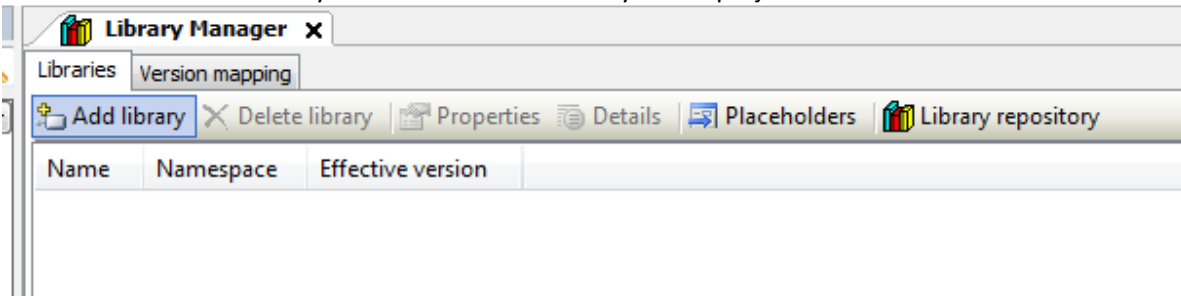 Library Manager X
Libraries Version mapping
Add library Delete library Properties Details Placeholders Library repository
Name Namespace Effective version